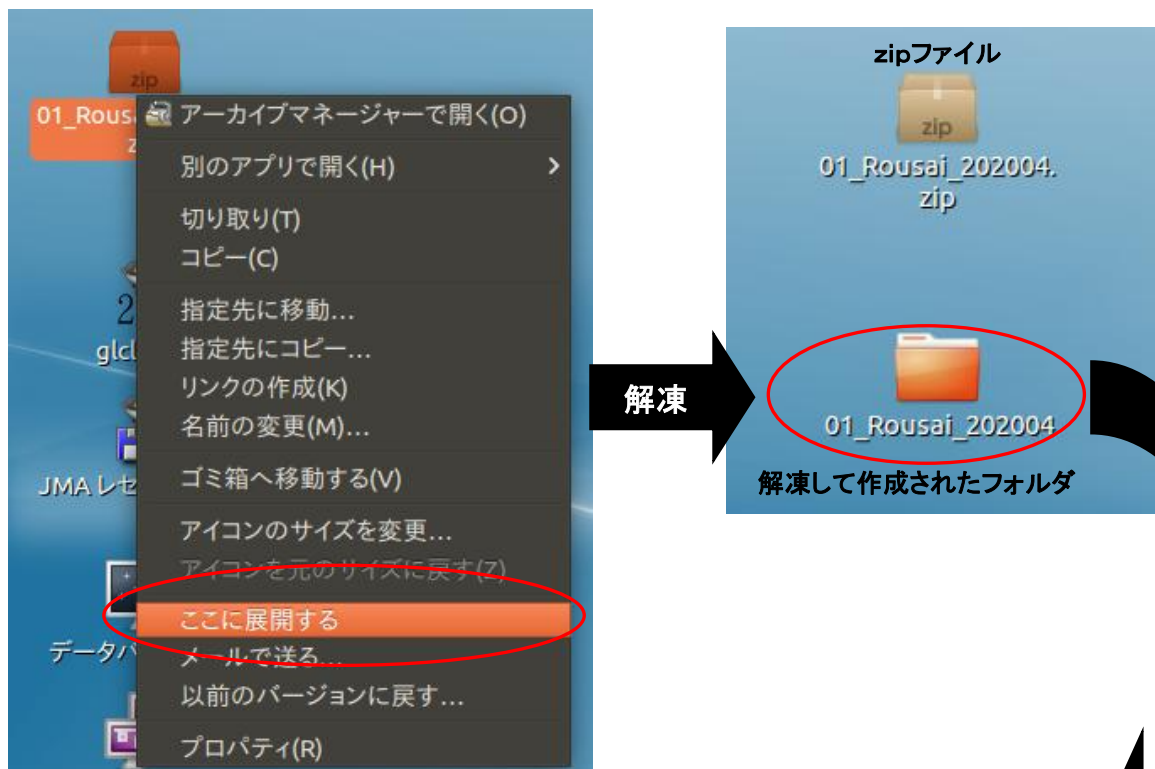 zip
01_Rous
z
アーカイブマネージャーで開く(O)
別のアプリで開く(H)
切り取り(T)
コピー(C)
指定先に移動...
指定先にコピー...
リンクの作成(K)
名前の変更(M)...
ゴミ箱へ移動する(V)
アイコンのサイズを変更...
アイコンを元のサイズに戻す(Z)
ここに展開する
メールで送る...
以前のバージョンに戻す...
プロパティ(R)
2
glcl
JMA レセ
データバ
解凍
zipファイル
zip
01_Rousai_202004.
zip
01_Rousai_202004
解凍して作成されたフォルダ